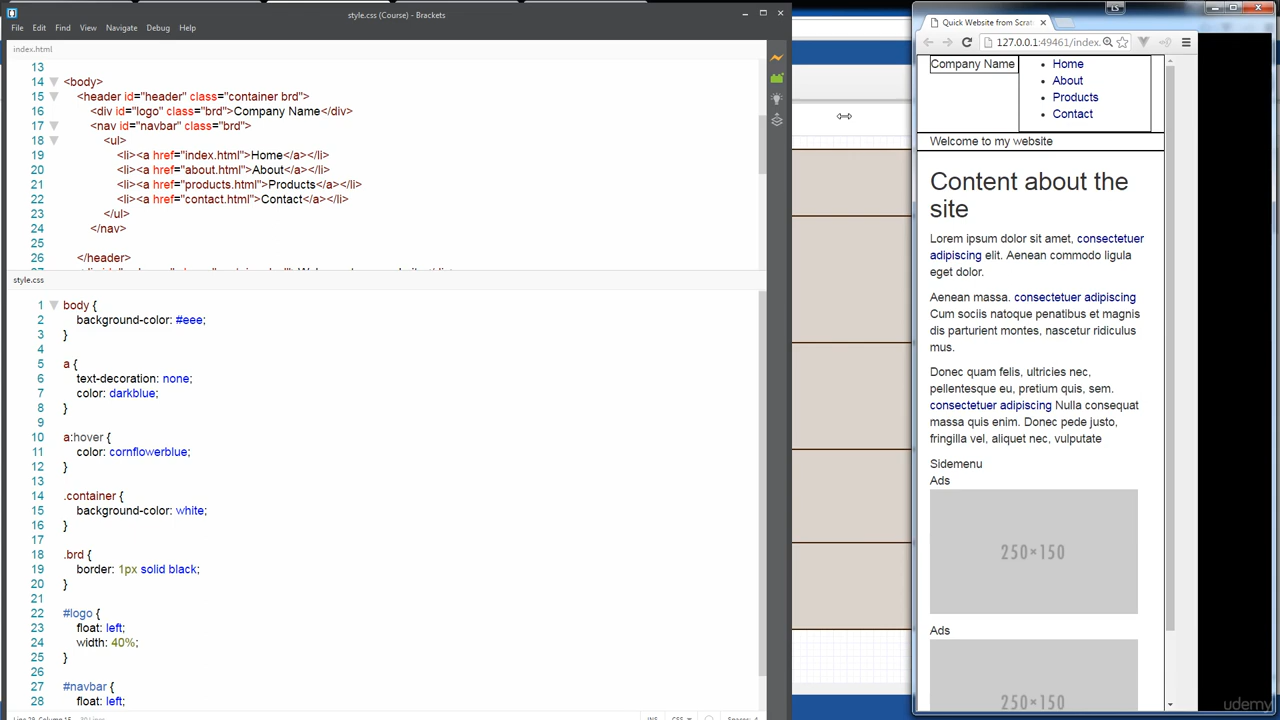 style.css (Course) - Brackets
File Edit Find View Navigate Debug Help
index.html
13
14 <body>
15 <header id="header" class="container brd">
16 <div id="logo" class="brd">Company Name</div>
17 <nav id="navbar" class="brd">
18 <ul>
19 <li><a href="index.html">Home</a></li>
20 <li><a href="about.html">About</a></li>
21 <li><a href="products.html">Products</a></li>
22 <li><a href="contact.html">Contact</a></li>
23 </ul>
24 </nav>
25
26 </header>
style.css
1 body {
2 background-color: #eee;
3 }
4
5 a {
6 text-decoration: none;
7 color: darkblue;
8 }
9
10 a:hover {
11 color: cornflowerblue;
12 }
13
14 .container {
15 background-color: white;
16 }
17
18 .brd {
19 border: 1px solid black;
20 }
21
22 #logo {
23 float: left;
24 width: 40%;
25 }
26
27 #navbar {
28 float: left;
LS
Quick Website from Scrat
127.0.0.1:49461/index.
Company Name
• Home
• About
• Products
• Contact
Welcome to my website
Content about the
site
Lorem ipsum dolor sit amet, consectetuer
adipiscing elit. Aenean commodo ligula
eget dolor.
Aenean massa. consectetuer adipiscing
Cum sociis natoque penatibus et magnis
dis parturient montes, nascetur ridiculus
mus.
Donec quam felis, ultricies nec,
pellentesque eu, pretium quis, sem.
consectetuer adipiscing Nulla consequat
massa quis enim. Donec pede justo,
fringilla vel, aliquet nec, vulputate
Sidemenu
Ads
250×150
Ads
250×150
udemy